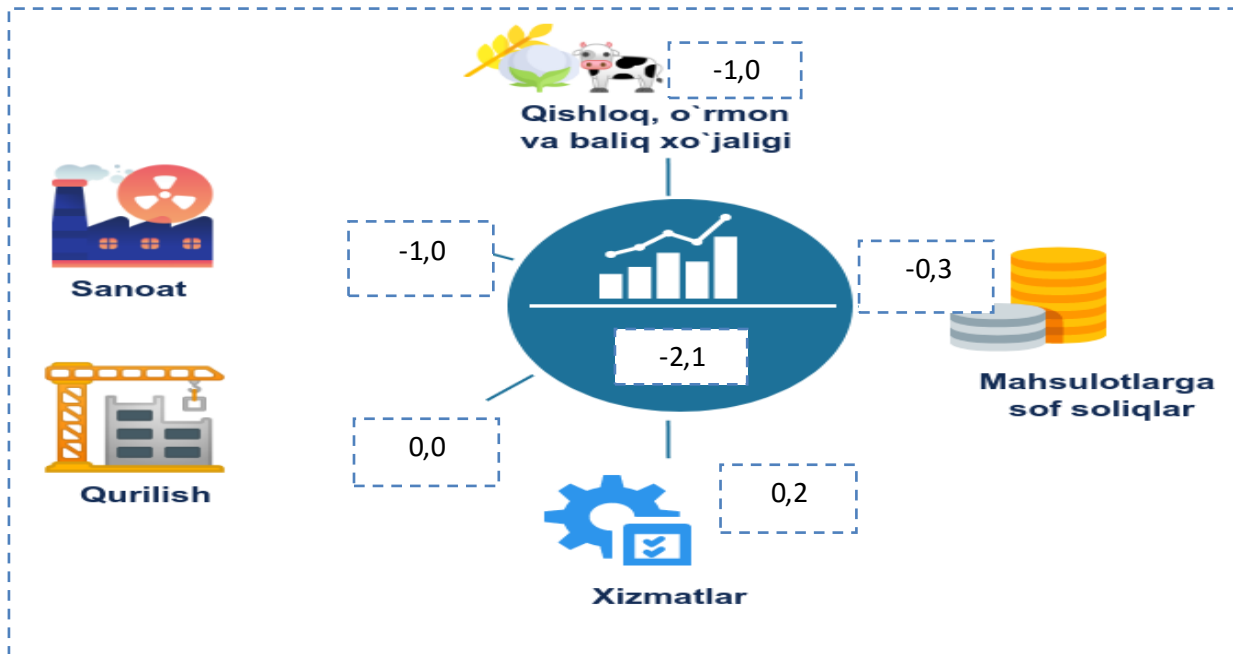 -1,0
Qishloq, o`rmon
va baliq xo`jaligi
Sanoat
-1,0
-0,3
-2,1
Mahsulotlarga
sof soliqlar
0,0
Qurilish
0,2
Xizmatlar